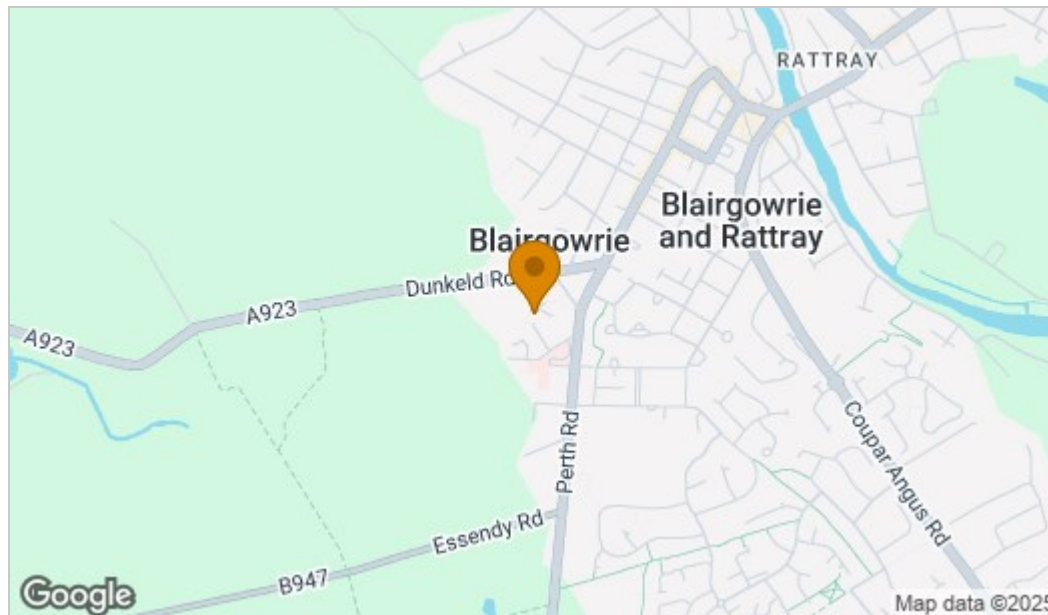 RATTRAY
Blairgowrie
and Rattray
Blairgowrie
Dunkeld Rd
A923
A923
Perth Rd
Coupar Angus Rd
Essendy Rd
B947
Google
Map data ©2025